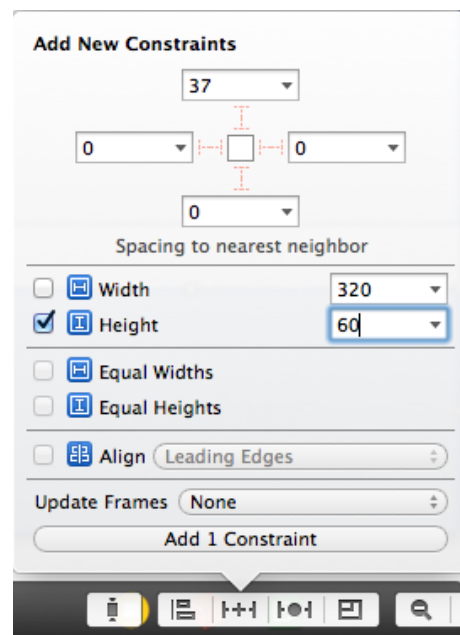 Add New Constraints
37
0 0
0
Spacing to nearest neighbor
Width 320
Height 60
Equal Widths
Equal Heights
Align Leading Edges
Update Frames None
Add 1 Constraint